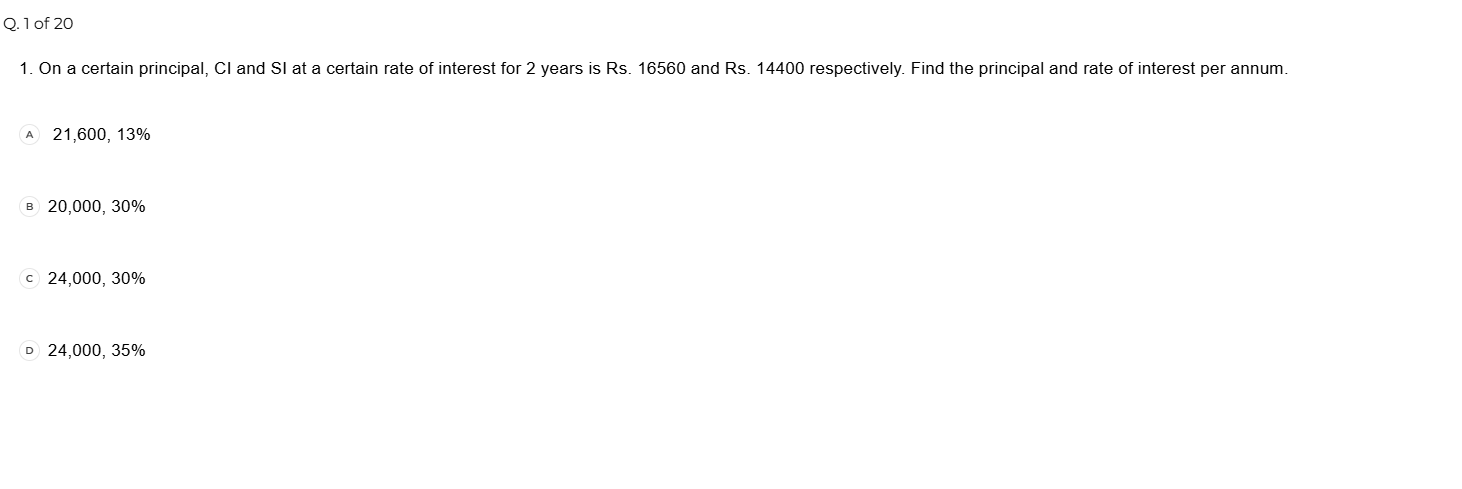 Q. 1 of 20
1. On a certain principal, CI and SI at a certain rate of interest for 2 years is Rs. 16560 and Rs. 14400 respectively. Find the principal and rate of interest per annum.
A 21,600, 13%
B 20,000, 30%
C 24,000, 30%
D 24,000, 35%